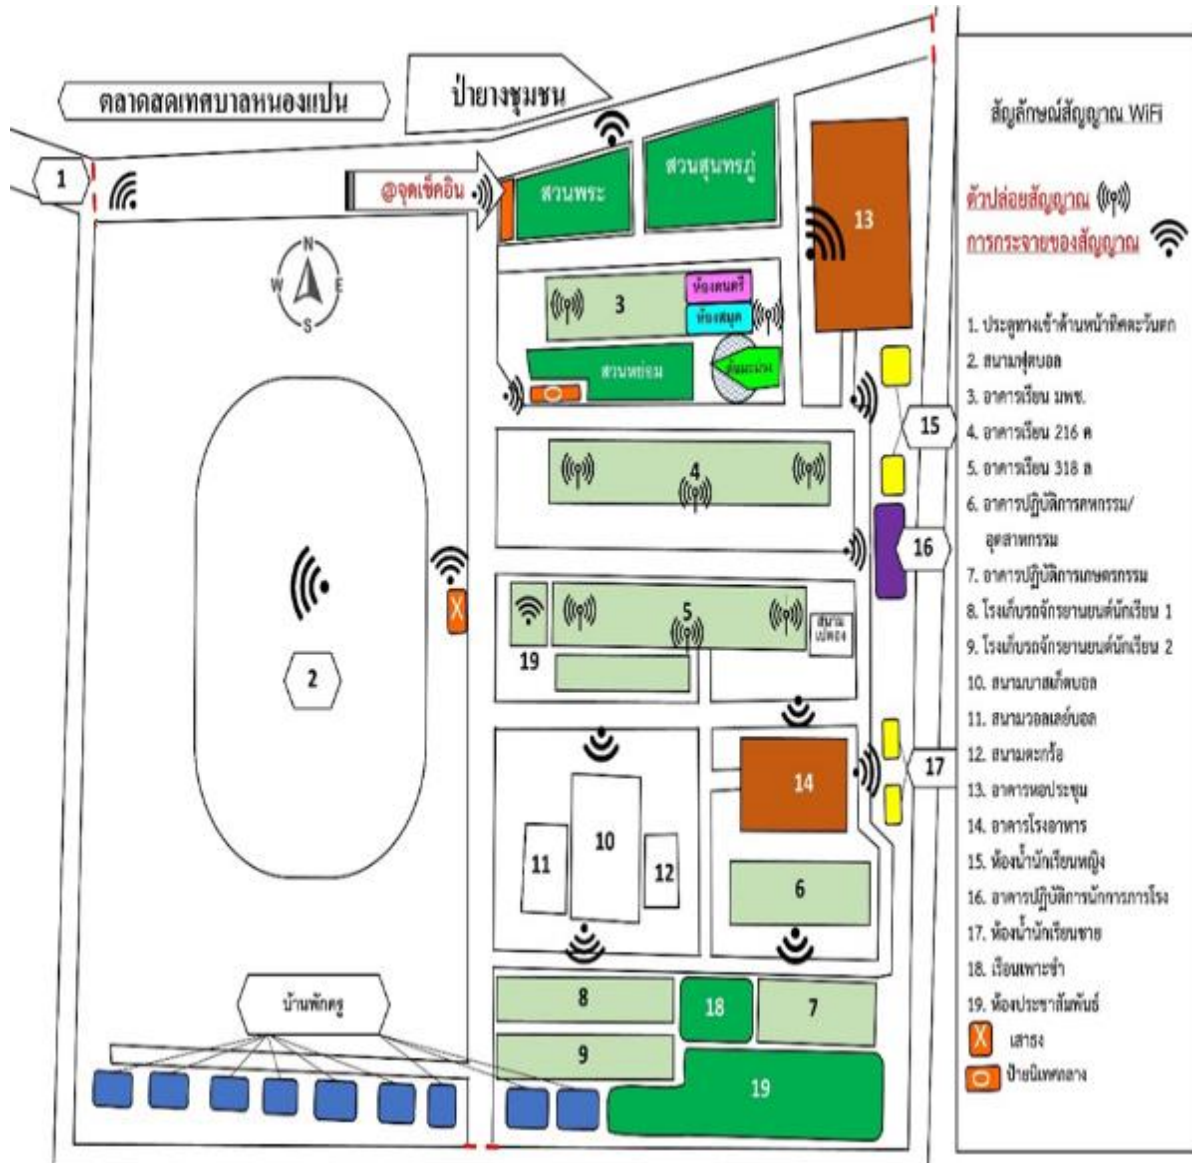 ตลาดสดเทศบาลหนองแปน
ป่ายางชุมชน
1
@จุดเช็คอิน
สวนพระ
สวนสุนทรภู่
13
N
W
E
S
3
ห้องดนตรี
ห้องสมุด
สวนหย่อม
ต้นมะม่วง
O
15
4
16
X
19
5
สนาม
เปตอง
2
14
17
10
11
12
6
บ้านพักครู
8
18
7
9
19
สัญลักษณ์สัญญาณ WiFi
ตัวปล่อยสัญญาณ
การกระจายของสัญญาณ
1. ประตูทางเข้าด้านหน้าทิศตะวันตก
2. สนามฟุตบอล
3. อาคารเรียน มพช.
4. อาคารเรียน 216 ค
5. อาคารเรียน 318 ล
6. อาคารปฏิบัติการคหกรรม/
อุตสาหกรรม
7. อาคารปฏิบัติการเกษตรกรรม
8. โรงเก็บรถจักรยานยนต์นักเรียน 1
9. โรงเก็บรถจักรยานยนต์นักเรียน 2
10. สนามบาสเก็ตบอล
11. สนามวอลเลย์บอล
12. สนามตะกร้อ
13. อาคารหอประชุม
14. อาคารโรงอาหาร
15. ห้องน้ำนักเรียนหญิง
16. อาคารปฏิบัติการนักการภารโรง
17. ห้องน้ำนักเรียนชาย
18. เรือนเพาะชำ
19. ห้องประชาสัมพันธ์
X เสาธง
O ป้ายนิเทศกลาง